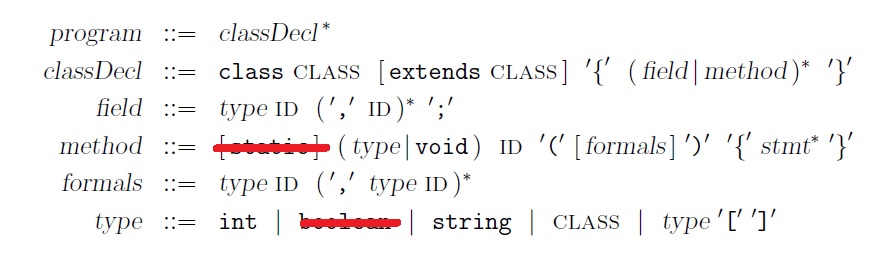 program ::= classDecl*
classDecl ::= class CLASS [extends CLASS] '{' (field|method)* '}'
field ::= type ID (',' ID)* ';'
method ::= [static] (type|void) ID '(' [formals] ')' '{' stmt* '}'
formals ::= type ID (',' type ID)*
type ::= int | boolean | string | CLASS | type '[' ']'